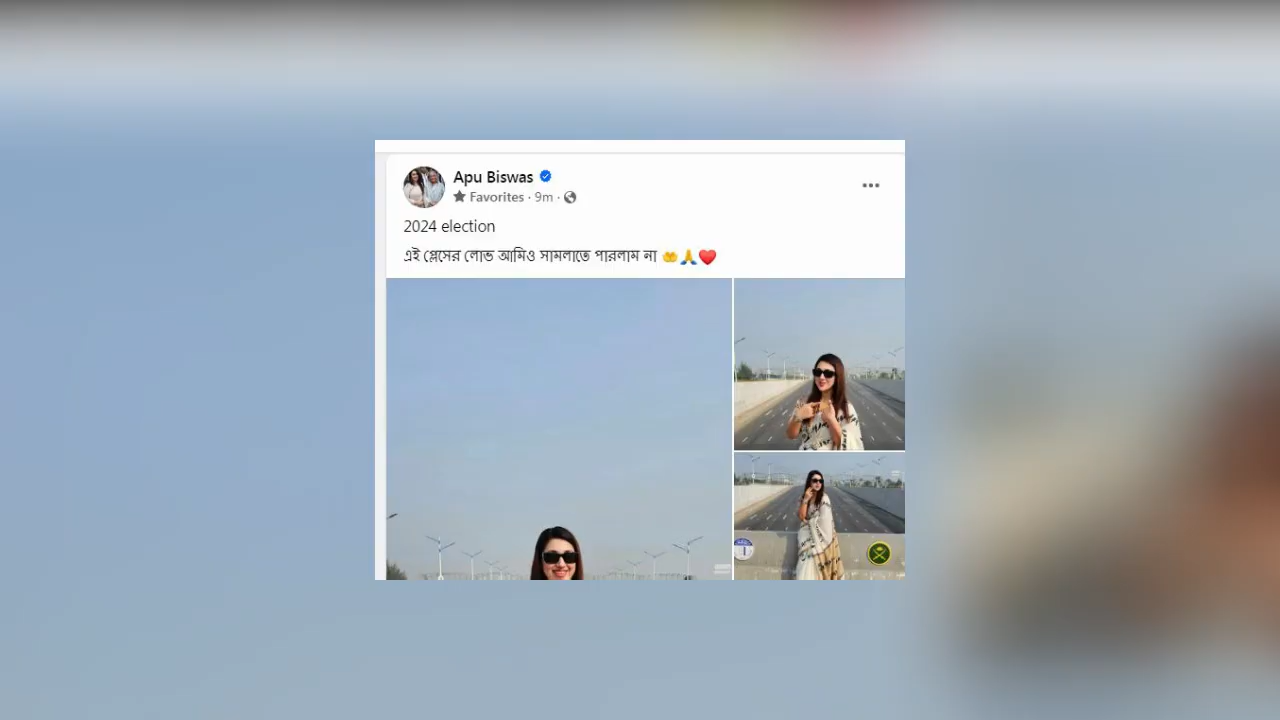 Apu Biswas
Favorites · 9m ·
2024 election
এই প্লেসের লোভ আমিও সামলাতে পারলাম না 🤲🙏❤️